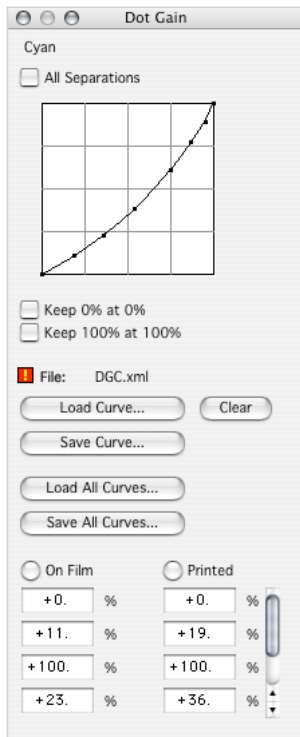 Dot Gain
Cyan
All Separations
Keep 0% at 0%
Keep 100% at 100%
File: DGC.xml
Load Curve... Clear
Save Curve...
Load All Curves...
Save All Curves...
On Film Printed
+0. % +0. %
+11. % +19. %
+100. % +100. %
+23. % +36. %